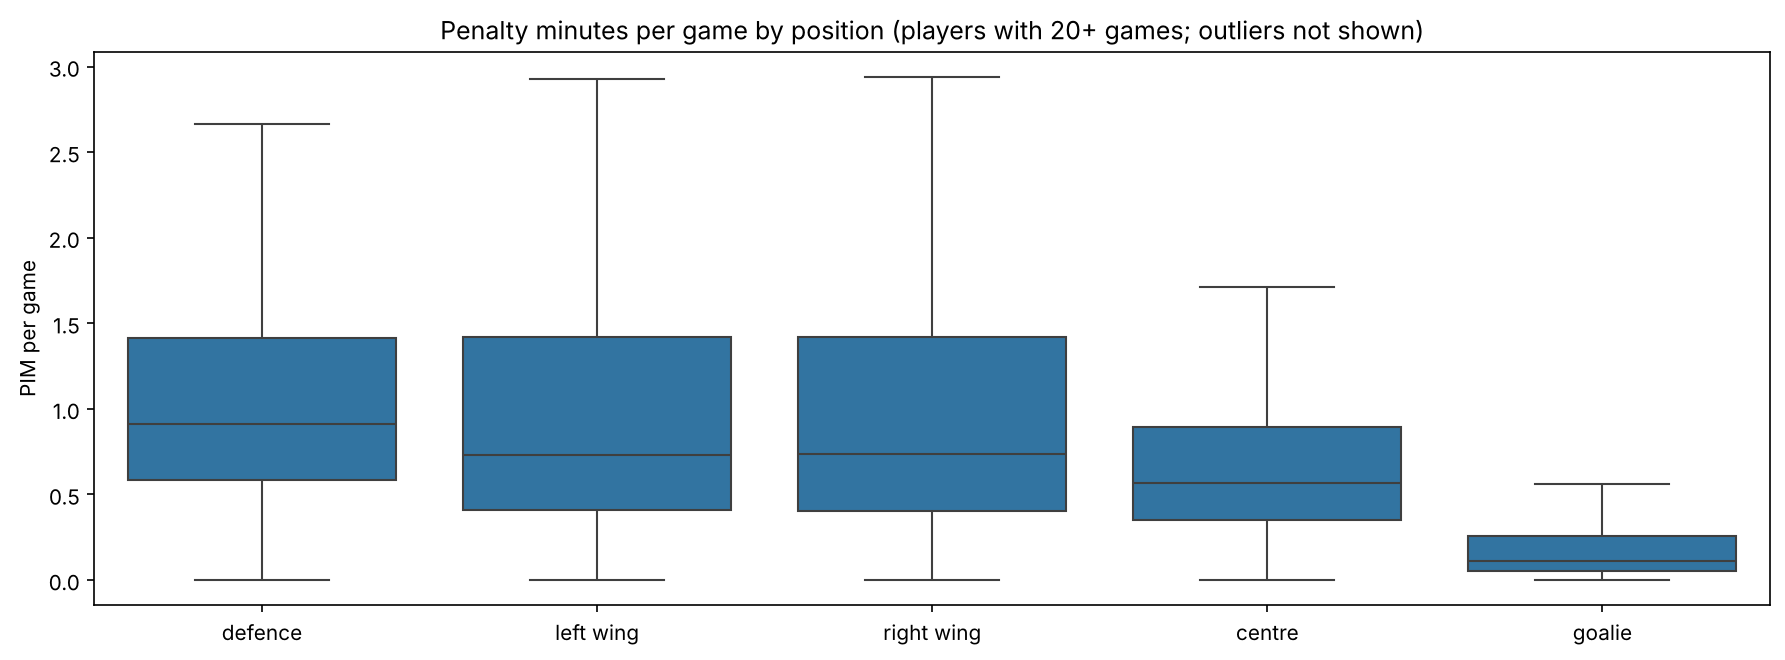 Penalty minutes per game by position (players with 20+ games; outliers not shown)
PIM per game
3.0
2.5
2.0
1.5
1.0
0.5
0.0
defence
left wing
right wing
centre
goalie